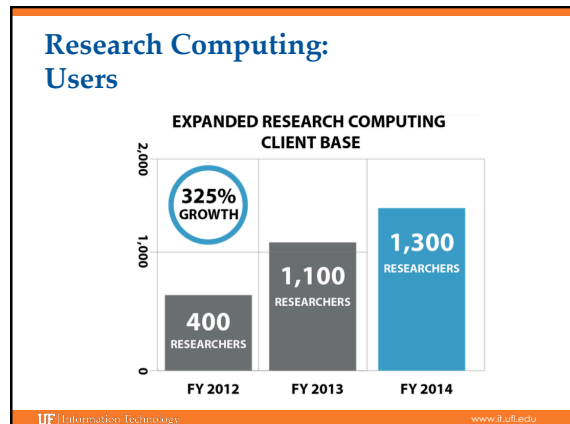 Research Computing:
Users
EXPANDED RESEARCH COMPUTING
CLIENT BASE
2,000
1,000
0
325%
GROWTH
400
RESEARCHERS
1,100
RESEARCHERS
1,300
RESEARCHERS
FY 2012
FY 2013
FY 2014
UF | Information Technology
www.it.ufl.edu